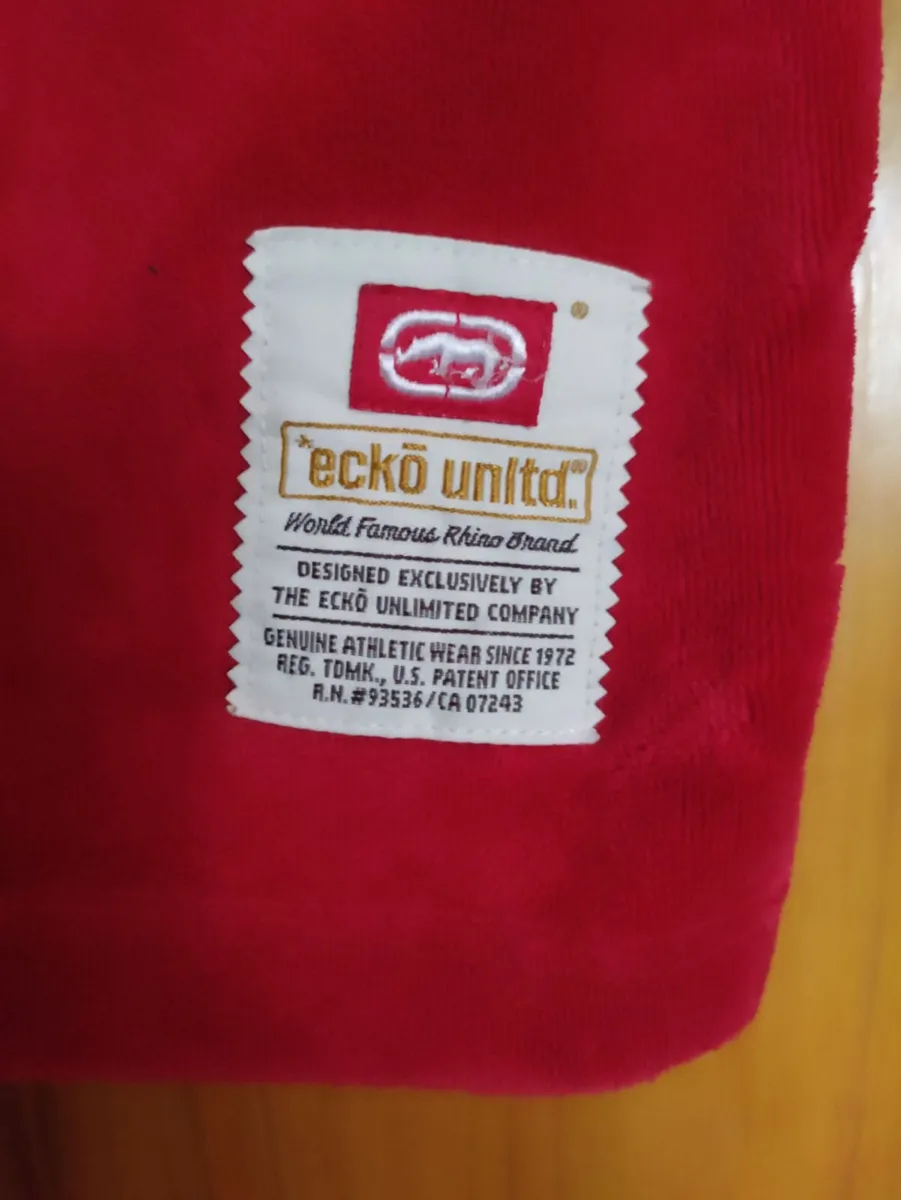 ®
*eckō unltd.®
World Famous Rhino Brand
DESIGNED EXCLUSIVELY BY
THE ECKŌ UNLIMITED COMPANY
GENUINE ATHLETIC WEAR SINCE 1972
REG. TDMK., U.S. PATENT OFFICE
R.N.#93536/CA 07243